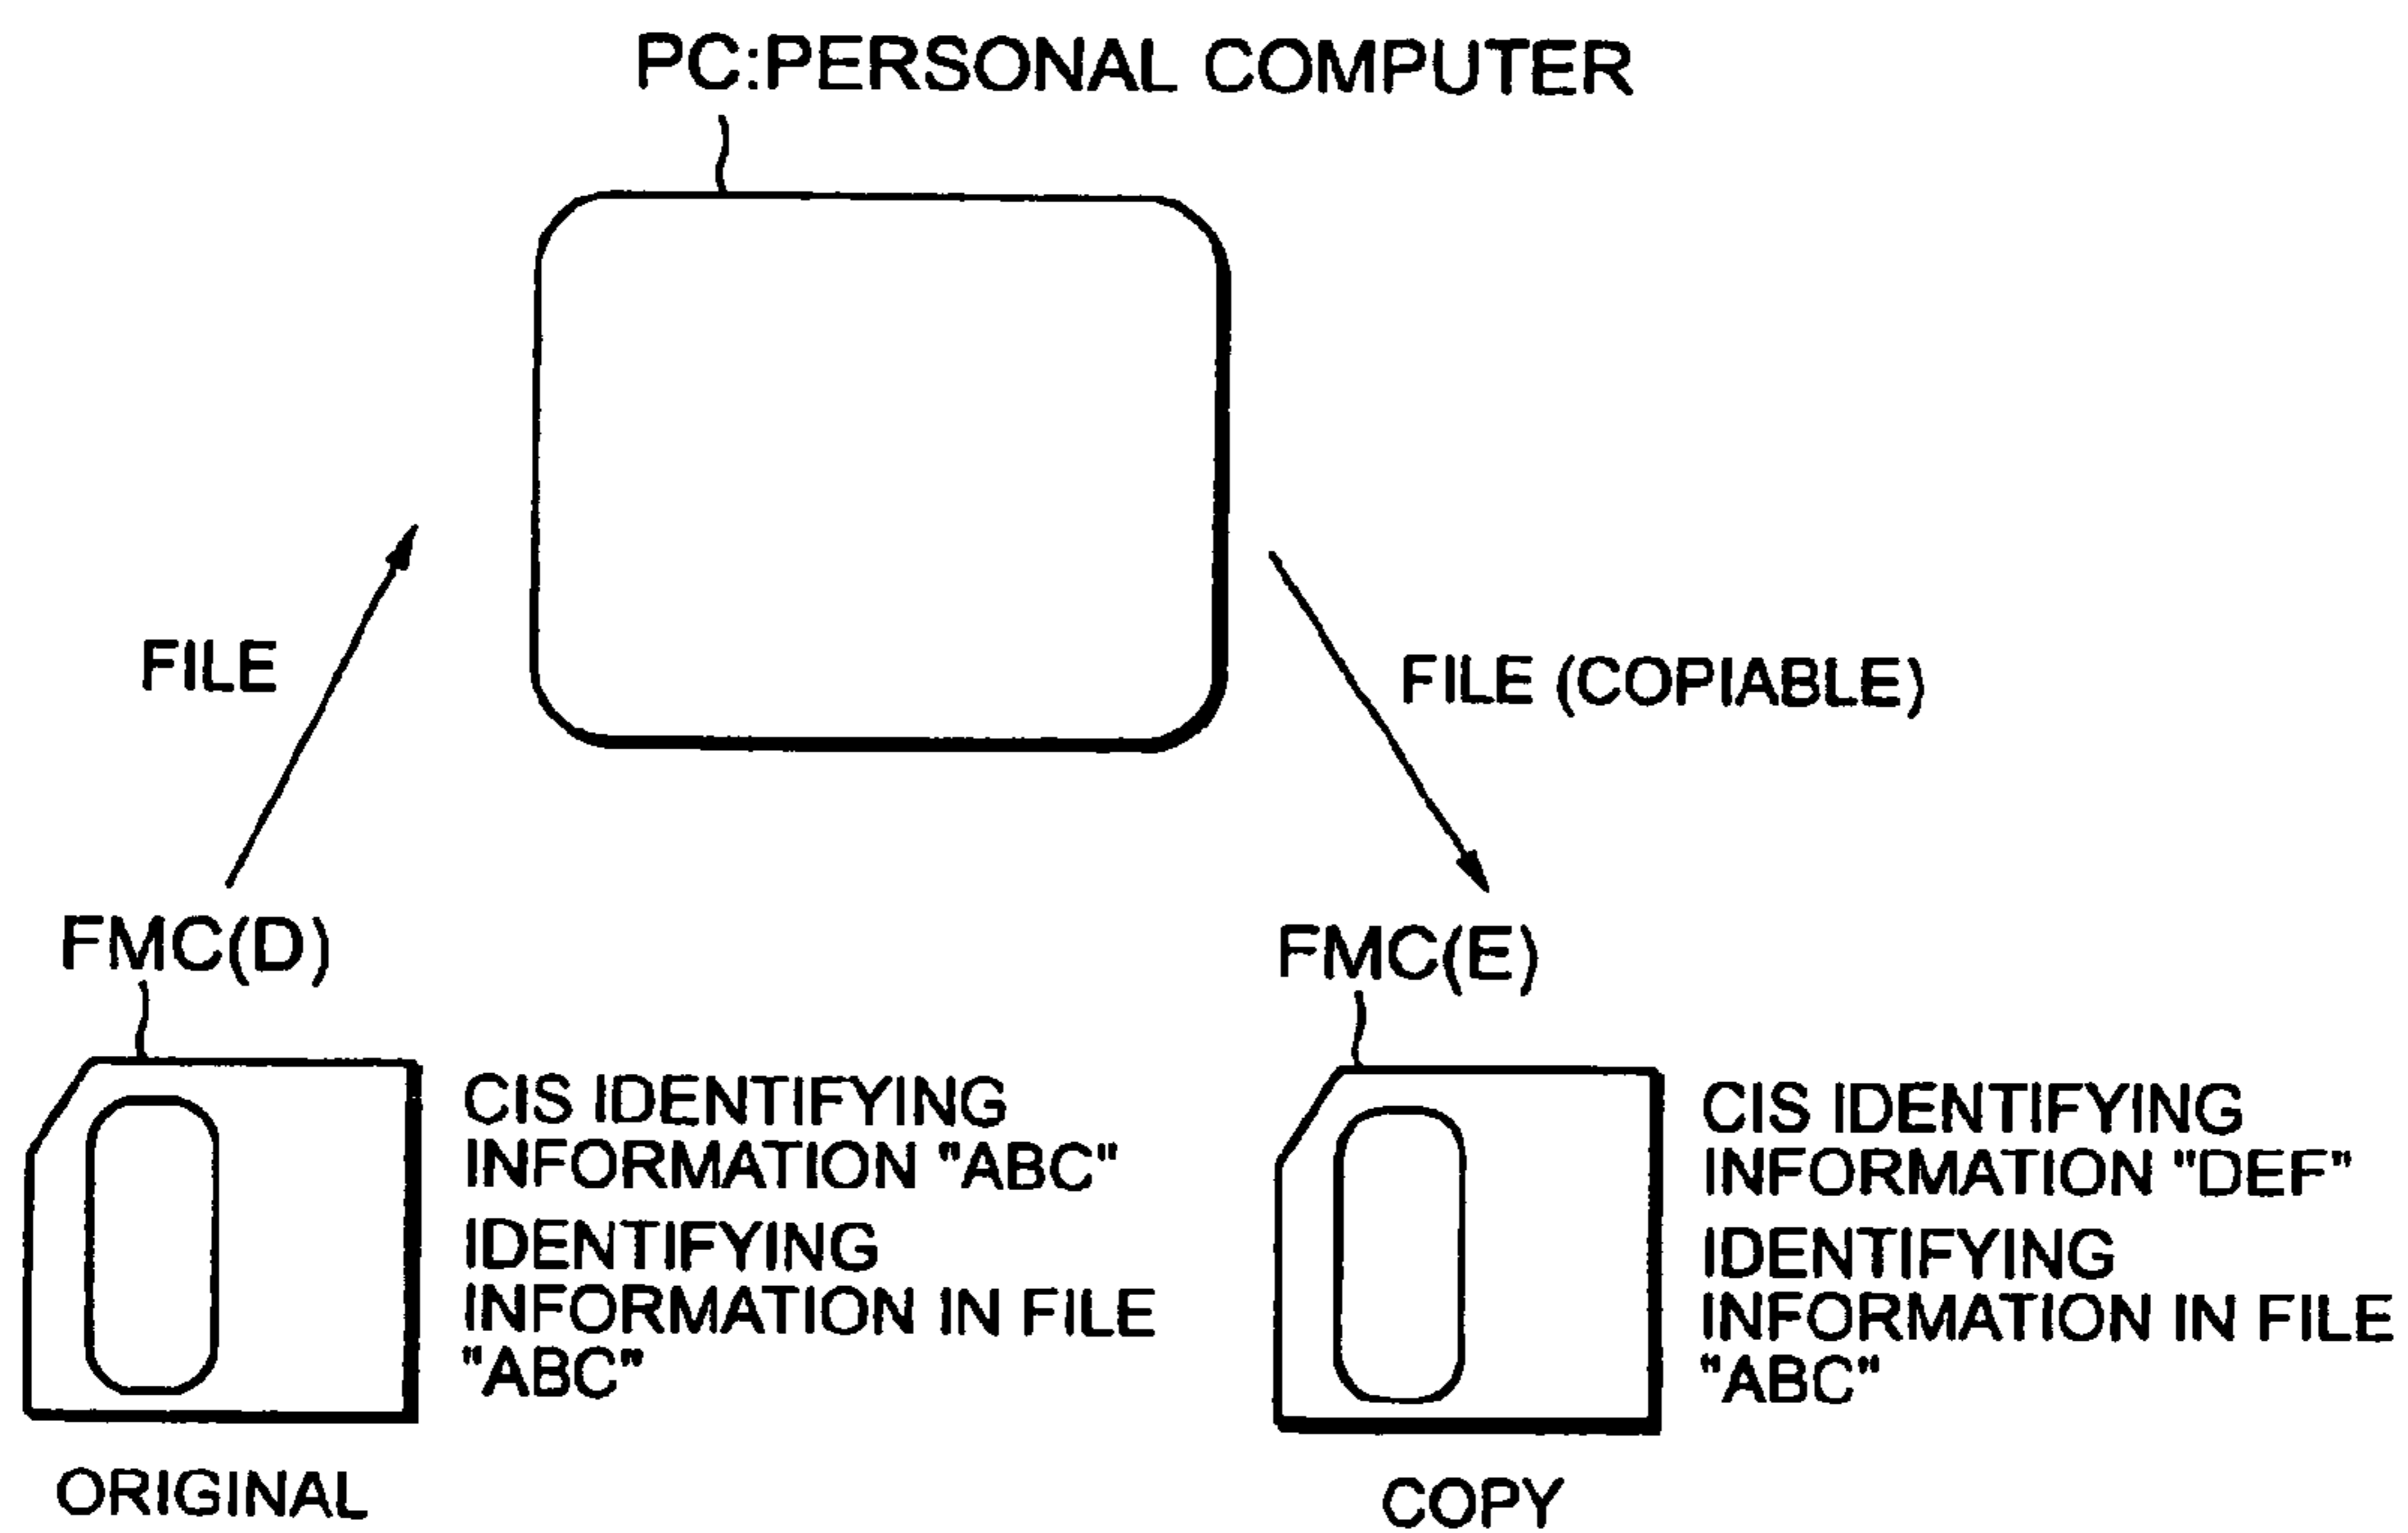 PC:PERSONAL COMPUTER
FILE
FILE (COPIABLE)
FMC(D)
FMC(E)
CIS IDENTIFYING
INFORMATION "ABC"
IDENTIFYING
INFORMATION IN FILE
"ABC"
CIS IDENTIFYING
INFORMATION "DEF"
IDENTIFYING
INFORMATION IN FILE
"ABC"
ORIGINAL
COPY